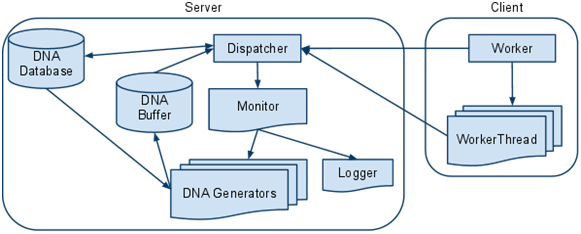 Server
Client
DNA
Database
Dispatcher
Worker
DNA
Buffer
Monitor
WorkerThread
DNA Generators
Logger